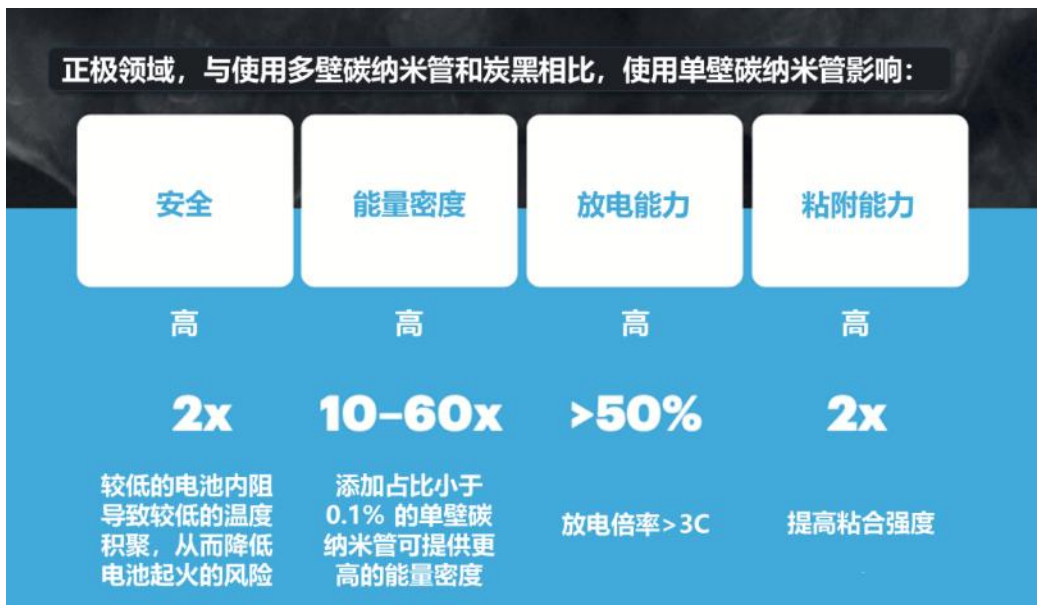 正极领域，与使用多壁碳纳米管和炭黑相比，使用单壁碳纳米管影响：
安全
能量密度
放电能力
粘附能力
高
高
高
高
2x
10–60x
>50%
2x
较低的电池内阻
导致较低的温度
积聚，从而降低
电池起火的风险
添加占比小于
0.1% 的单壁碳
纳米管可提供更
高的能量密度
放电倍率>3C
提高粘合强度